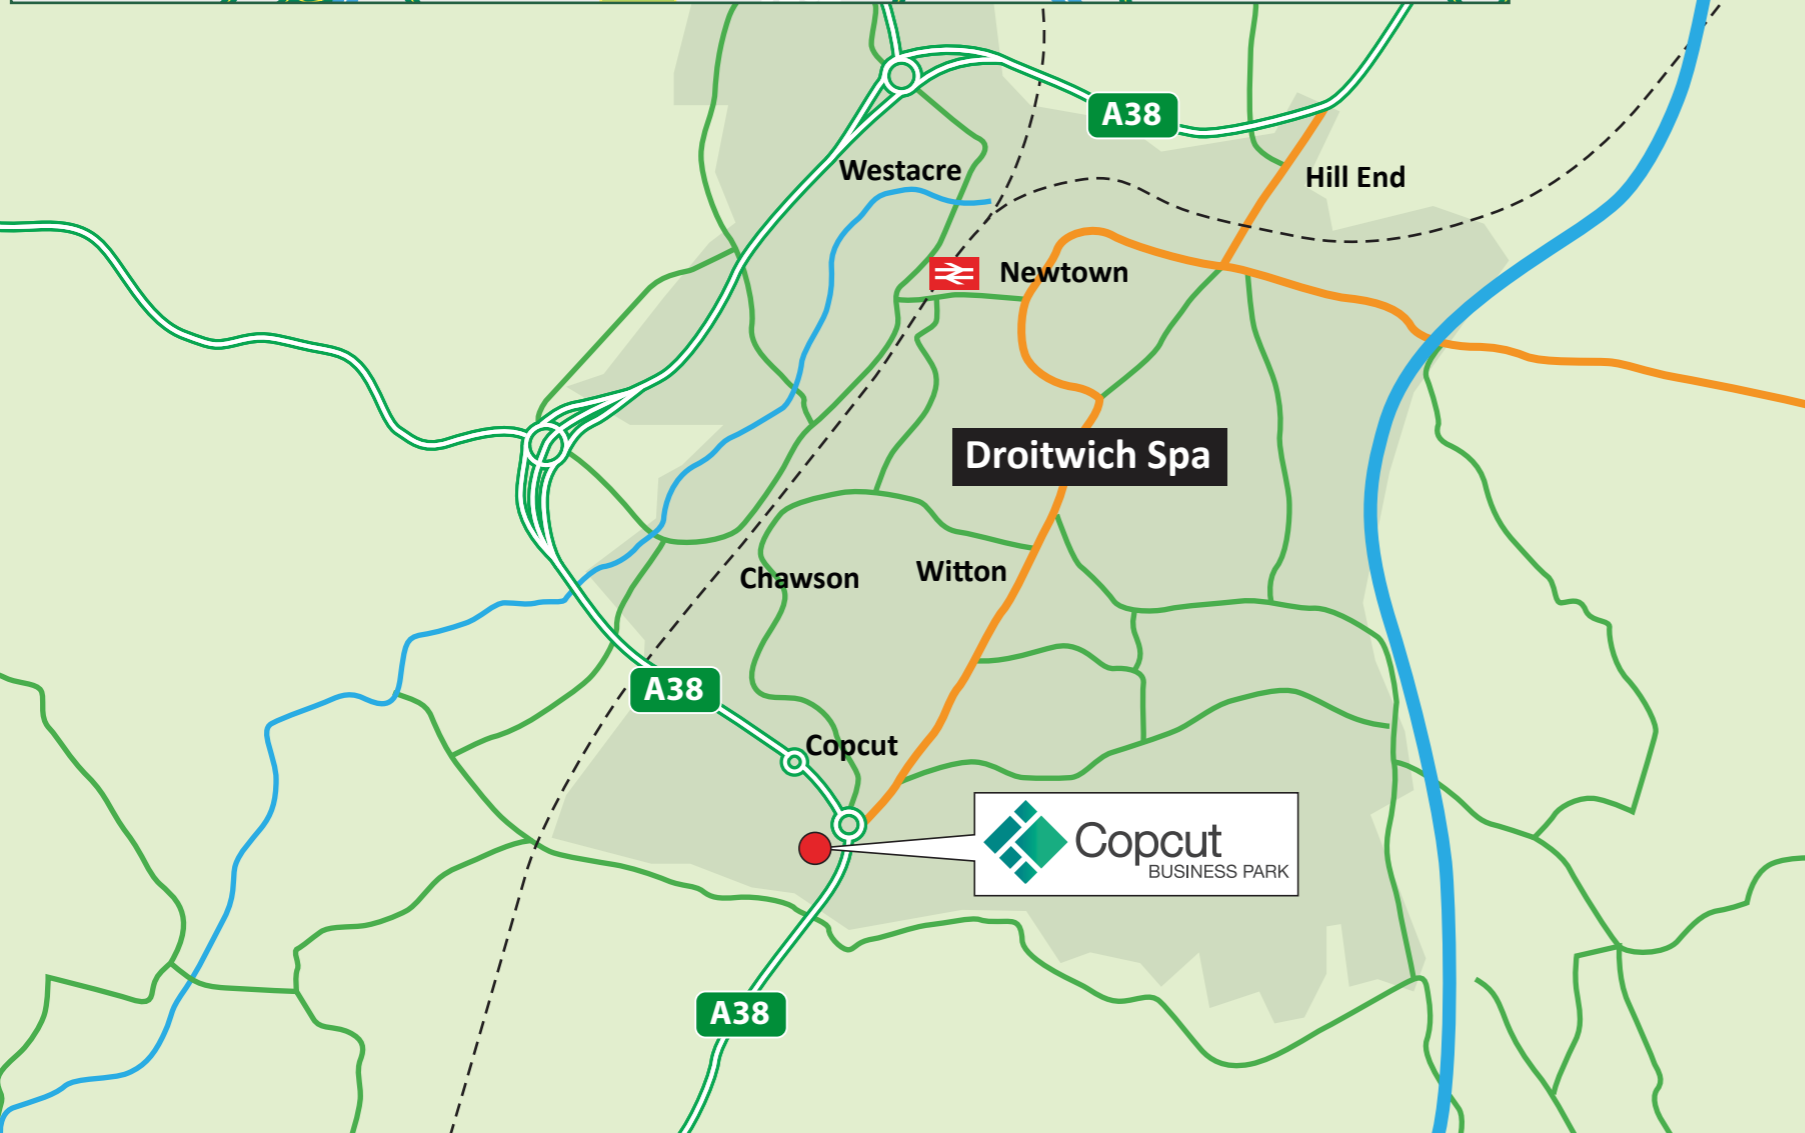 A38
Westacre
Hill End
Newtown
Droitwich Spa
Chawson
Witton
A38
Copcut
Copcut
BUSINESS PARK
A38